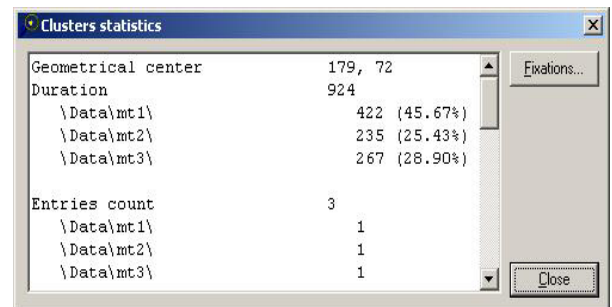 Clusters statistics
Geometrical center 179, 72
Duration 924
\Data\mt1\ 422 (45.67%)
\Data\mt2\ 235 (25.43%)
\Data\mt3\ 267 (28.90%)
Entries count 3
\Data\mt1\ 1
\Data\mt2\ 1
\Data\mt3\ 1
Fixations...
Close